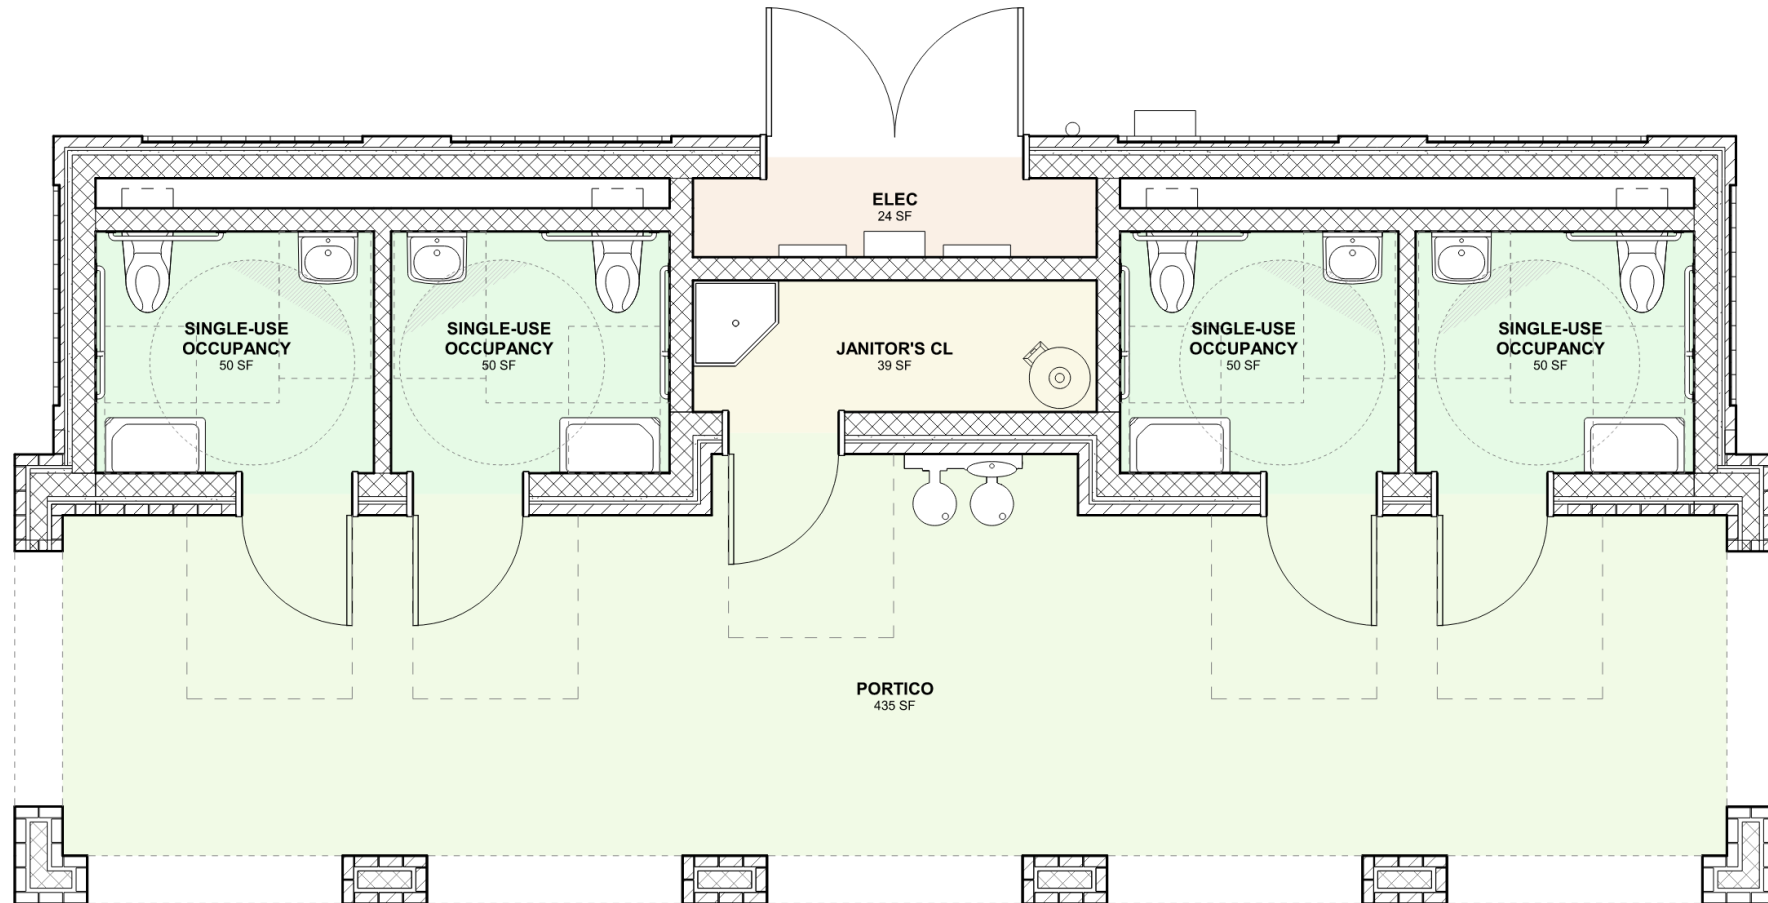 ELEC
24 SF
SINGLE-USE
OCCUPANCY
50 SF
SINGLE-USE
OCCUPANCY
50 SF
JANITOR'S CL
39 SF
SINGLE-USE
OCCUPANCY
50 SF
SINGLE-USE
OCCUPANCY
50 SF
PORTICO
435 SF